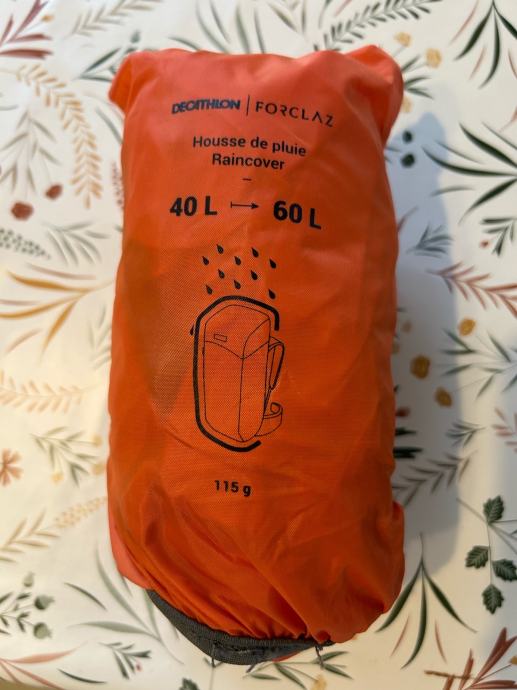 DECATHLON | FORCLAZ
Housse de pluie
Raincover
–
40 L ↦ 60 L
115 g